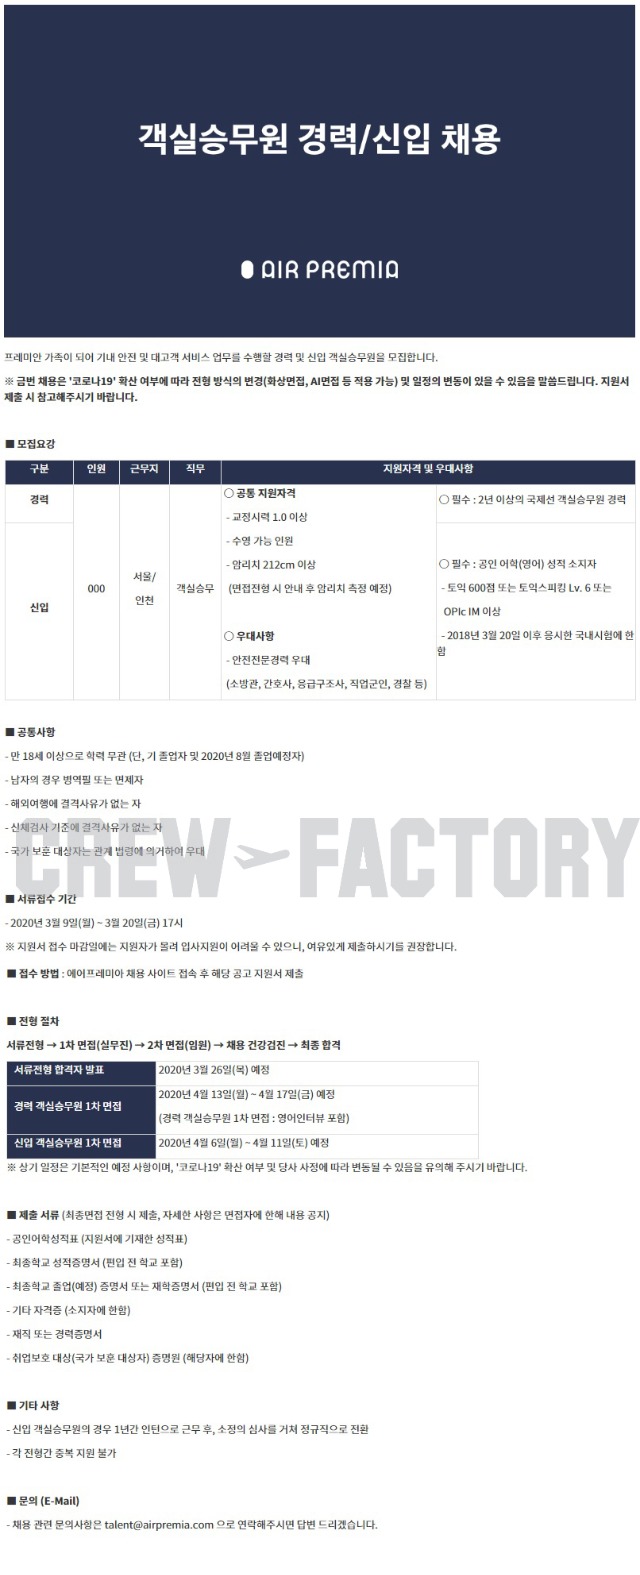 객실승무원 경력/신입 채용
AIR PREMIA
프레미안 가족이 되어 기내 안전 및 대고객 서비스 업무를 수행할 경력 및 신입 객실승무원을 모집합니다.
※ 금번 채용은 '코로나19' 확산 여부에 따라 전형 방식의 변경(화상면접, AI면접 등 적용 가능) 및 일정의 변동이 있을 수 있음을 말씀드립니다. 지원서
제출 시 참고해주시기 바랍니다.
■ 모집요강
구분 인원 근무지 직무 지원자격 및 우대사항
경력
신입
000
서울/
인천
객실승무
○ 공통 지원자격
- 교정시력 1.0 이상
- 수영 가능 인원
- 암리치 212cm 이상
(면접전형 시 안내 후 암리치 측정 예정)
○ 우대사항
- 안전전문경력 우대
(소방관, 간호사, 응급구조사, 직업군인, 경찰 등)
○ 필수 : 2년 이상의 국제선 객실승무원 경력
○ 필수 : 공인 어학(영어) 성적 소지자
- 토익 600점 또는 토익스피킹 Lv. 6 또는
OPIc IM 이상
- 2018년 3월 20일 이후 응시한 국내시험에 한
함
■ 공통사항
- 만 18세 이상으로 학력 무관 (단, 기 졸업자 및 2020년 8월 졸업예정자)
- 남자의 경우 병역필 또는 면제자
- 해외여행에 결격사유가 없는 자
- 신체검사 기준에 결격사유가 없는 자
- 국가 보훈 대상자는 관계 법령에 의거하여 우대
CREW FACTORY
■ 서류접수 기간
- 2020년 3월 9일(월) ~ 3월 20일(금) 17시
※ 지원서 접수 마감일에는 지원자가 몰려 입사지원이 어려울 수 있으니, 여유있게 제출하시기를 권장합니다.
■ 접수 방법 : 에어프레미아 채용 사이트 접속 후 해당 공고 지원서 제출
■ 전형 절차
서류전형 → 1차 면접(실무진) → 2차 면접(임원) → 채용 건강검진 → 최종 합격
서류전형 합격자 발표 2020년 3월 26일(목) 예정
경력 객실승무원 1차 면접 2020년 4월 13일(월) ~ 4월 17일(금) 예정
(경력 객실승무원 1차 면접 : 영어인터뷰 포함)
신입 객실승무원 1차 면접 2020년 4월 6일(월) ~ 4월 11일(토) 예정
※ 상기 일정은 기본적인 예정 사항이며, '코로나19' 확산 여부 및 당사 사정에 따라 변동될 수 있음을 유의해 주시기 바랍니다.
■ 제출 서류 (최종면접 전형 시 제출, 자세한 사항은 면접자에 한해 내용 공지)
- 공인어학성적표 (지원서에 기재한 성적표)
- 최종학교 성적증명서 (편입 전 학교 포함)
- 최종학교 졸업(예정) 증명서 또는 재학증명서 (편입 전 학교 포함)
- 기타 자격증 (소지자에 한함)
- 재직 또는 경력증명서
- 취업보호 대상(국가 보훈 대상자) 증명원 (해당자에 한함)
■ 기타 사항
- 신입 객실승무원의 경우 1년간 인턴으로 근무 후, 소정의 심사를 거쳐 정규직으로 전환
- 각 전형간 중복 지원 불가
■ 문의 (E-Mail)
- 채용 관련 문의사항은 talent@airpremia.com 으로 연락해주시면 답변 드리겠습니다.